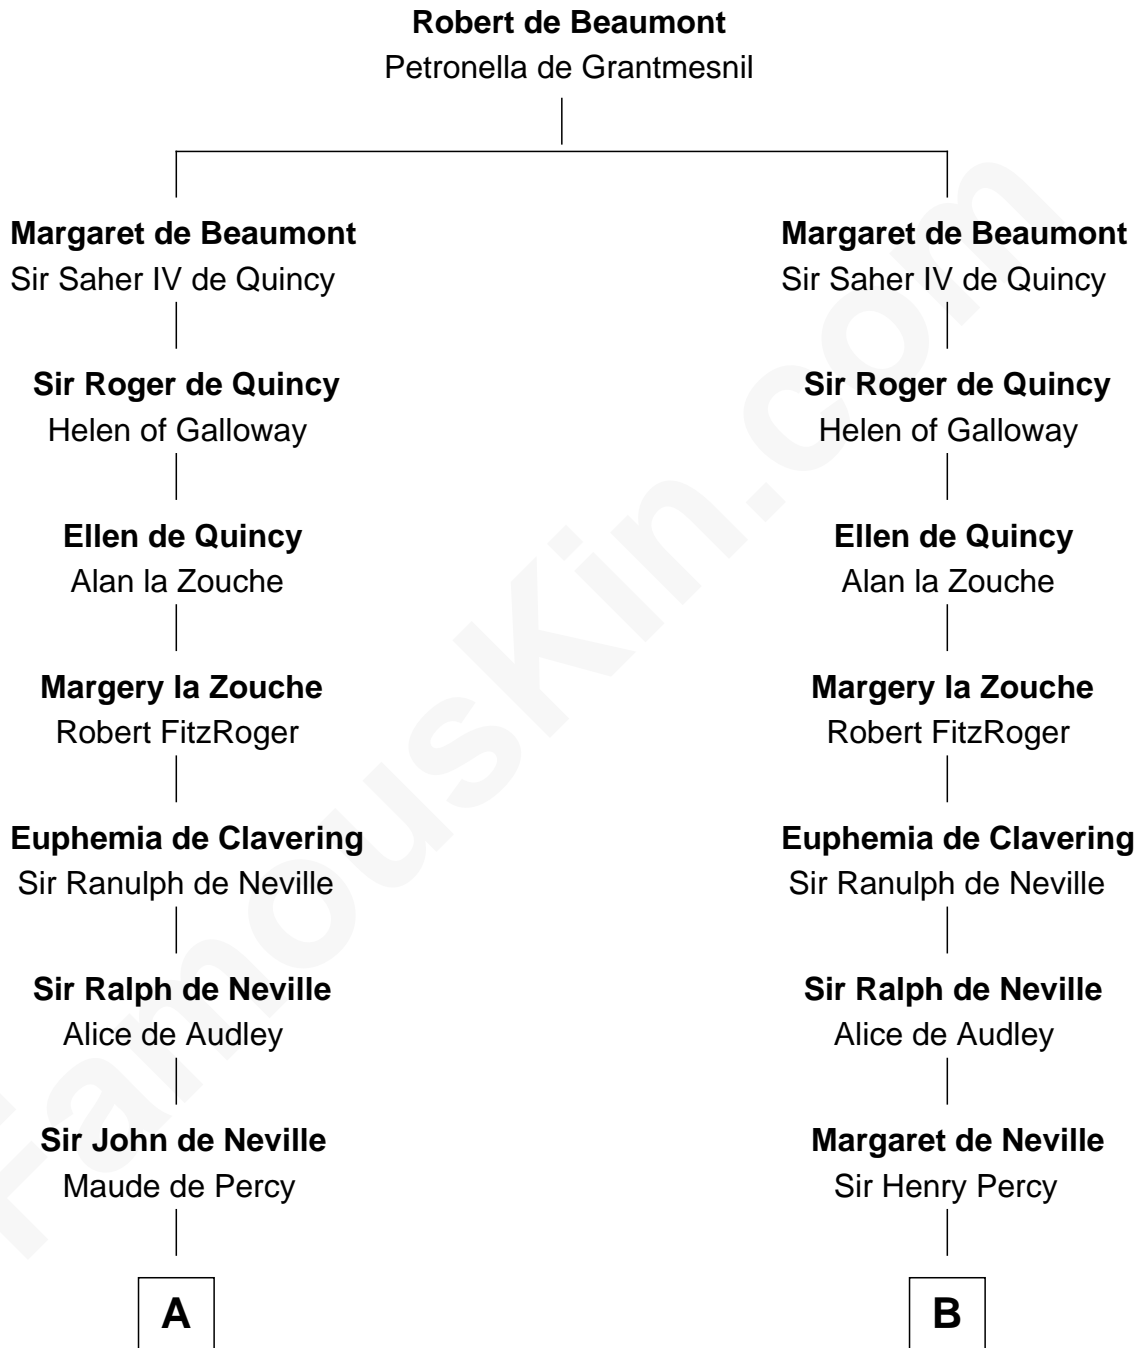 Robert de Beaumont
Petronella de Grantmesnil
Margaret de Beaumont
Sir Saher IV de Quincy
Margaret de Beaumont
Sir Saher IV de Quincy
Sir Roger de Quincy
Helen of Galloway
Sir Roger de Quincy
Helen of Galloway
Ellen de Quincy
Alan la Zouche
Ellen de Quincy
Alan la Zouche
Margery la Zouche
Robert FitzRoger
Margery la Zouche
Robert FitzRoger
Euphemia de Clavering
Sir Ranulph de Neville
Euphemia de Clavering
Sir Ranulph de Neville
Sir Ralph de Neville
Alice de Audley
Sir Ralph de Neville
Alice de Audley
Sir John de Neville
Maude de Percy
Margaret de Neville
Sir Henry Percy
A
B
FamousKin.com